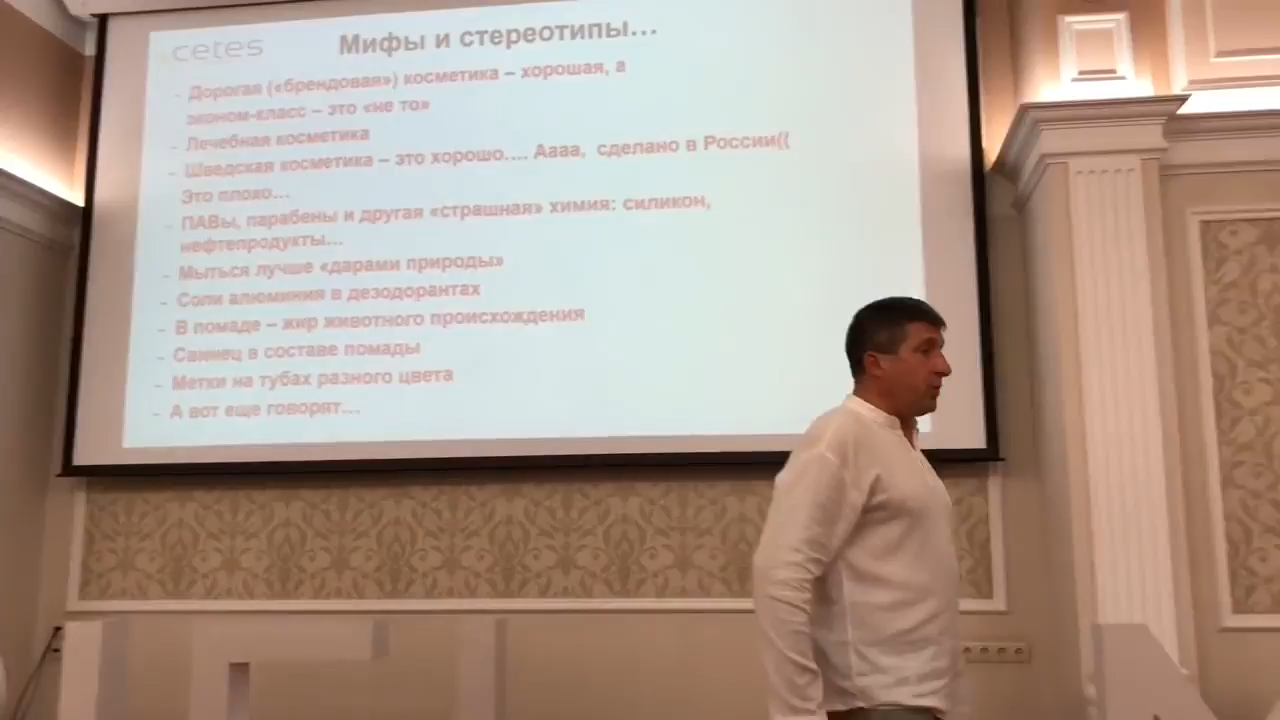 cetes
Мифы и стереотипы…
- Дорогая («брендовая») косметика – хорошая, а
эконом-класс – это «не то»
- Лечебная косметика
- Шведская косметика – это хорошо…. Аааа, сделано в России((
Это плохо…
- ПАВы, парабены и другая «страшная» химия: силикон,
нефтепродукты…
- Мыться лучше «дарами природы»
- Соли алюминия в дезодорантах
- В помаде – жир животного происхождения
- Свинец в составе помады
- Метки на тубах разного цвета
- А вот еще говорят…